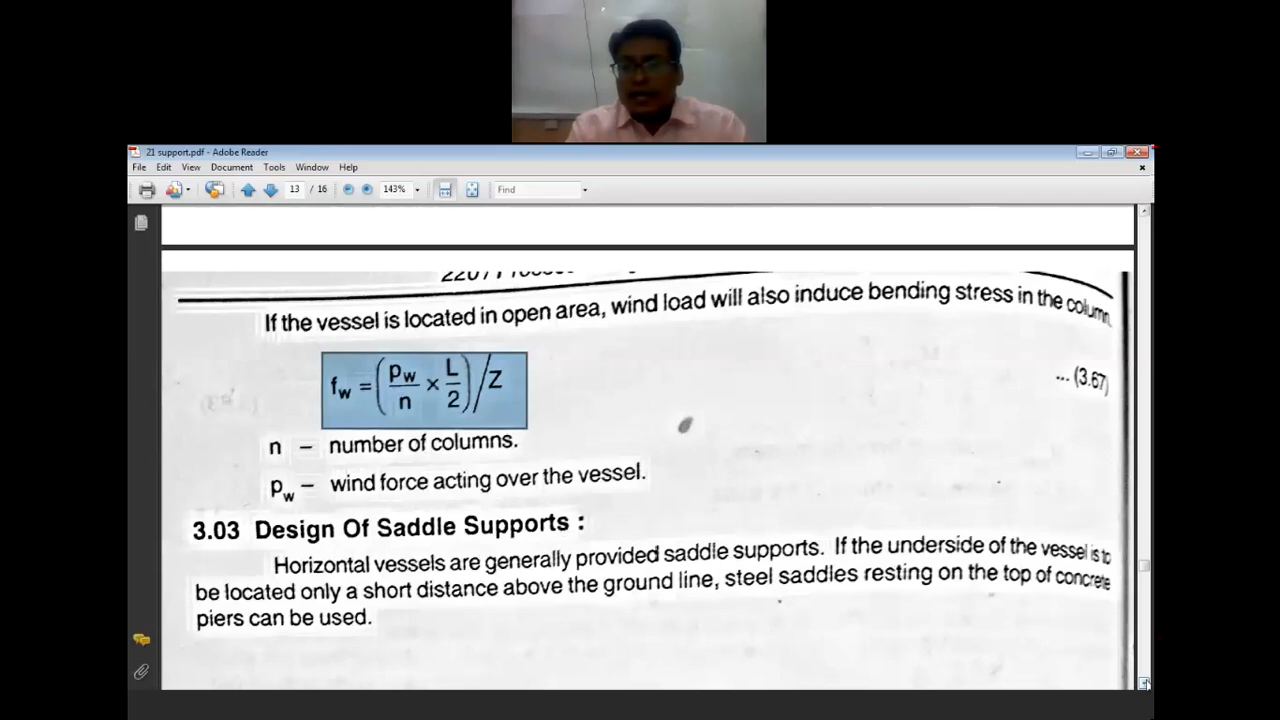 21 support.pdf - Adobe Reader
File Edit View Document Tools Window Help
13 / 16 143% Find
If the vessel is located in open area, wind load will also induce bending stress in the column
f_w = (p_w/n × L/2)/Z
... (3.67)
n – number of columns.
p_w – wind force acting over the vessel.
3.03 Design Of Saddle Supports :
Horizontal vessels are generally provided saddle supports. If the underside of the vessel is to
be located only a short distance above the ground line, steel saddles resting on the top of concrete
piers can be used.